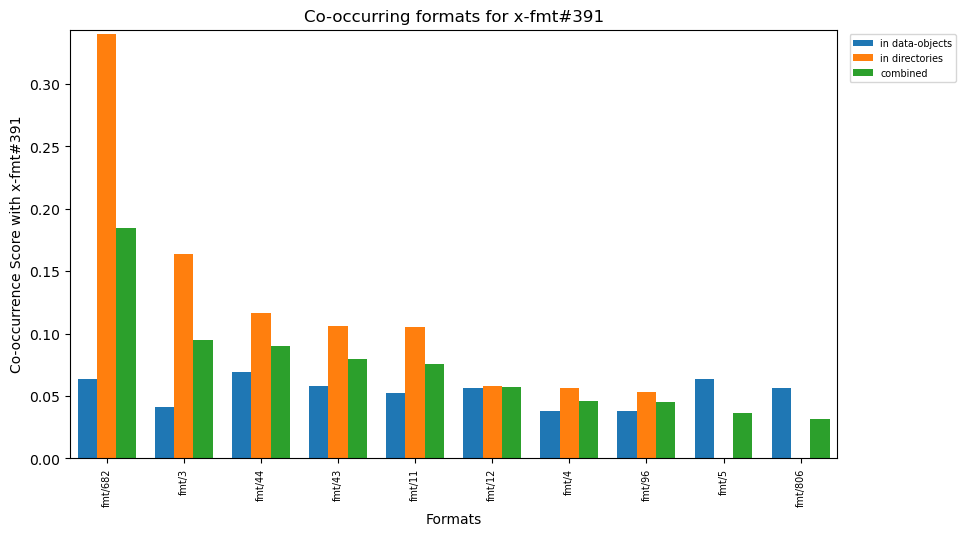 Co-occurring formats for x-fmt#391
in data-objects
in directories
combined
Co-occurrence Score with x-fmt#391
0.30
0.25
0.20
0.15
0.10
0.05
0.00
fmt/682
fmt/3
fmt/44
fmt/43
fmt/11
fmt/12
fmt/4
fmt/96
fmt/5
fmt/806
Formats